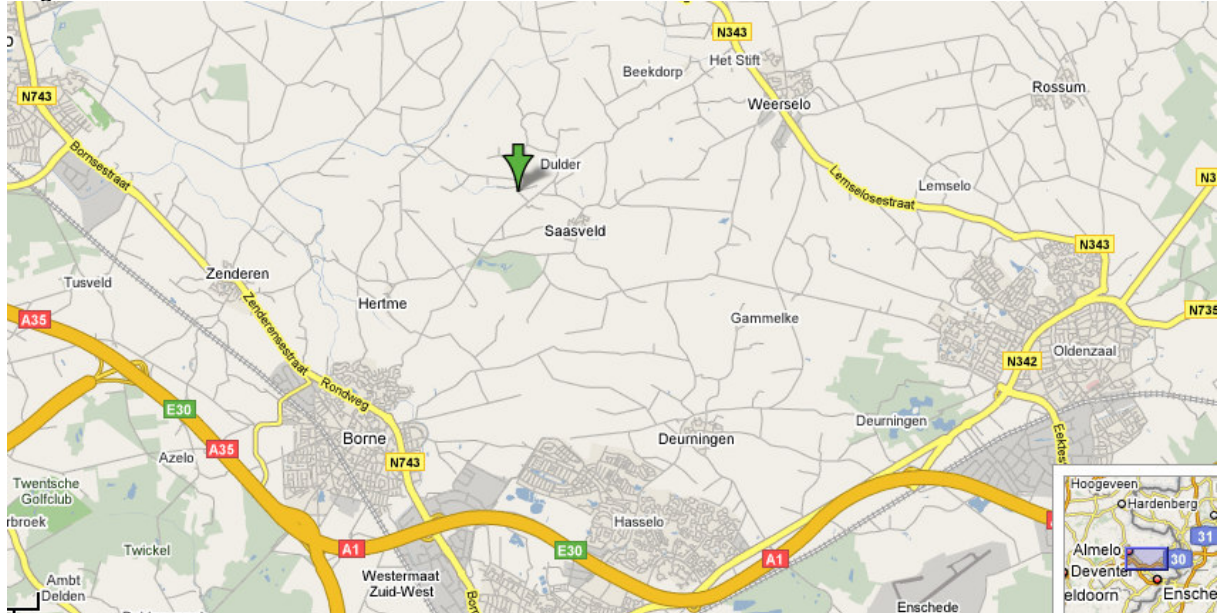 N343
Het Stift
Beekdorp
Rossum
N743
Weerselo
Bornsestraat
Dulder
Lemselo
Lemselosestraat
Saasveld
N343
Zenderen
Tusveld
Hertme
Gammelke
N735
A35
Zenderensestraat
Oldenzaal
N342
Rondweg
E30
Deurningen
Borne
Deurningen
A35
Azelo
N743
Twentsche
Golfclub
Hasselo
Twickel
A1
E30
A1
Westermaat
Zuid-West
Ambt
Delden
Enschede
Hoogeveen
Hardenberg
31
Almelo
30
Deventer